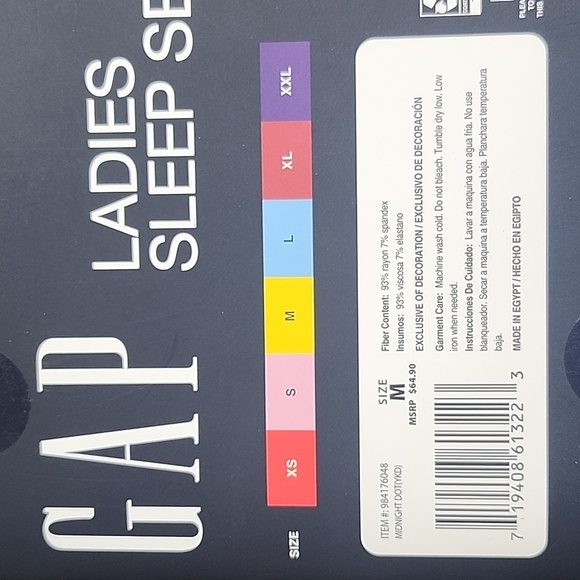 GAP
LADIES
SLEEP SE
SIZE
XS
S
M
L
XL
XXL
ITEM #: 984176048
MIDNIGHT DOT(YKD)
SIZE
M
MSRP $64.90
7 19408 61322 3
Fiber Content: 93% rayon 7% spandex
Insumos: 93% viscosa 7% elastano
EXCLUSIVE OF DECORATION / EXCLUSIVO DE DECORACIÓN
Garment Care: Machine wash cold. Do not bleach. Tumble dry low. Low
iron when needed.
Instrucciones De Cuidado: Lavar a maquina con agua fria. No use
blanqueador. Secar a maquina a temperatura baja. Planchara temperatura
baja.
MADE IN EGYPT / HECHO EN EGIPTO
PLEA
TO
THIS